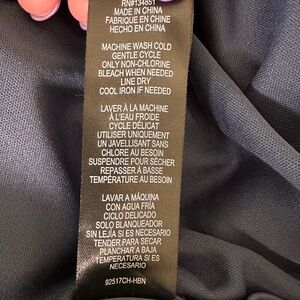 RN#134851
MADE IN CHINA
FABRIQUE EN CHINE
HECHO EN CHINA
MACHINE WASH COLD
GENTLE CYCLE
ONLY NON-CHLORINE
BLEACH WHEN NEEDED
LINE DRY
COOL IRON IF NEEDED
LAVER À LA MACHINE
À L'EAU FROIDE
CYCLE DÉLICAT
UTILISER UNIQUEMENT
UN JAVELLISANT SANS
CHLORE AU BESOIN
SUSPENDRE POUR SÉCHER
REPASSER À BASSE
TEMPÉRATURE AU BESOIN
LAVAR A MÁQUINA
CON AGUA FRÍA
CICLO DELICADO
SOLO BLANQUEADOR
SIN LEJÍA SI ES NECESARIO
TENDER PARA SECAR
PLANCHAR A BAJA
TEMPERATURA SI ES
NECESARIO
92517CH-HBN